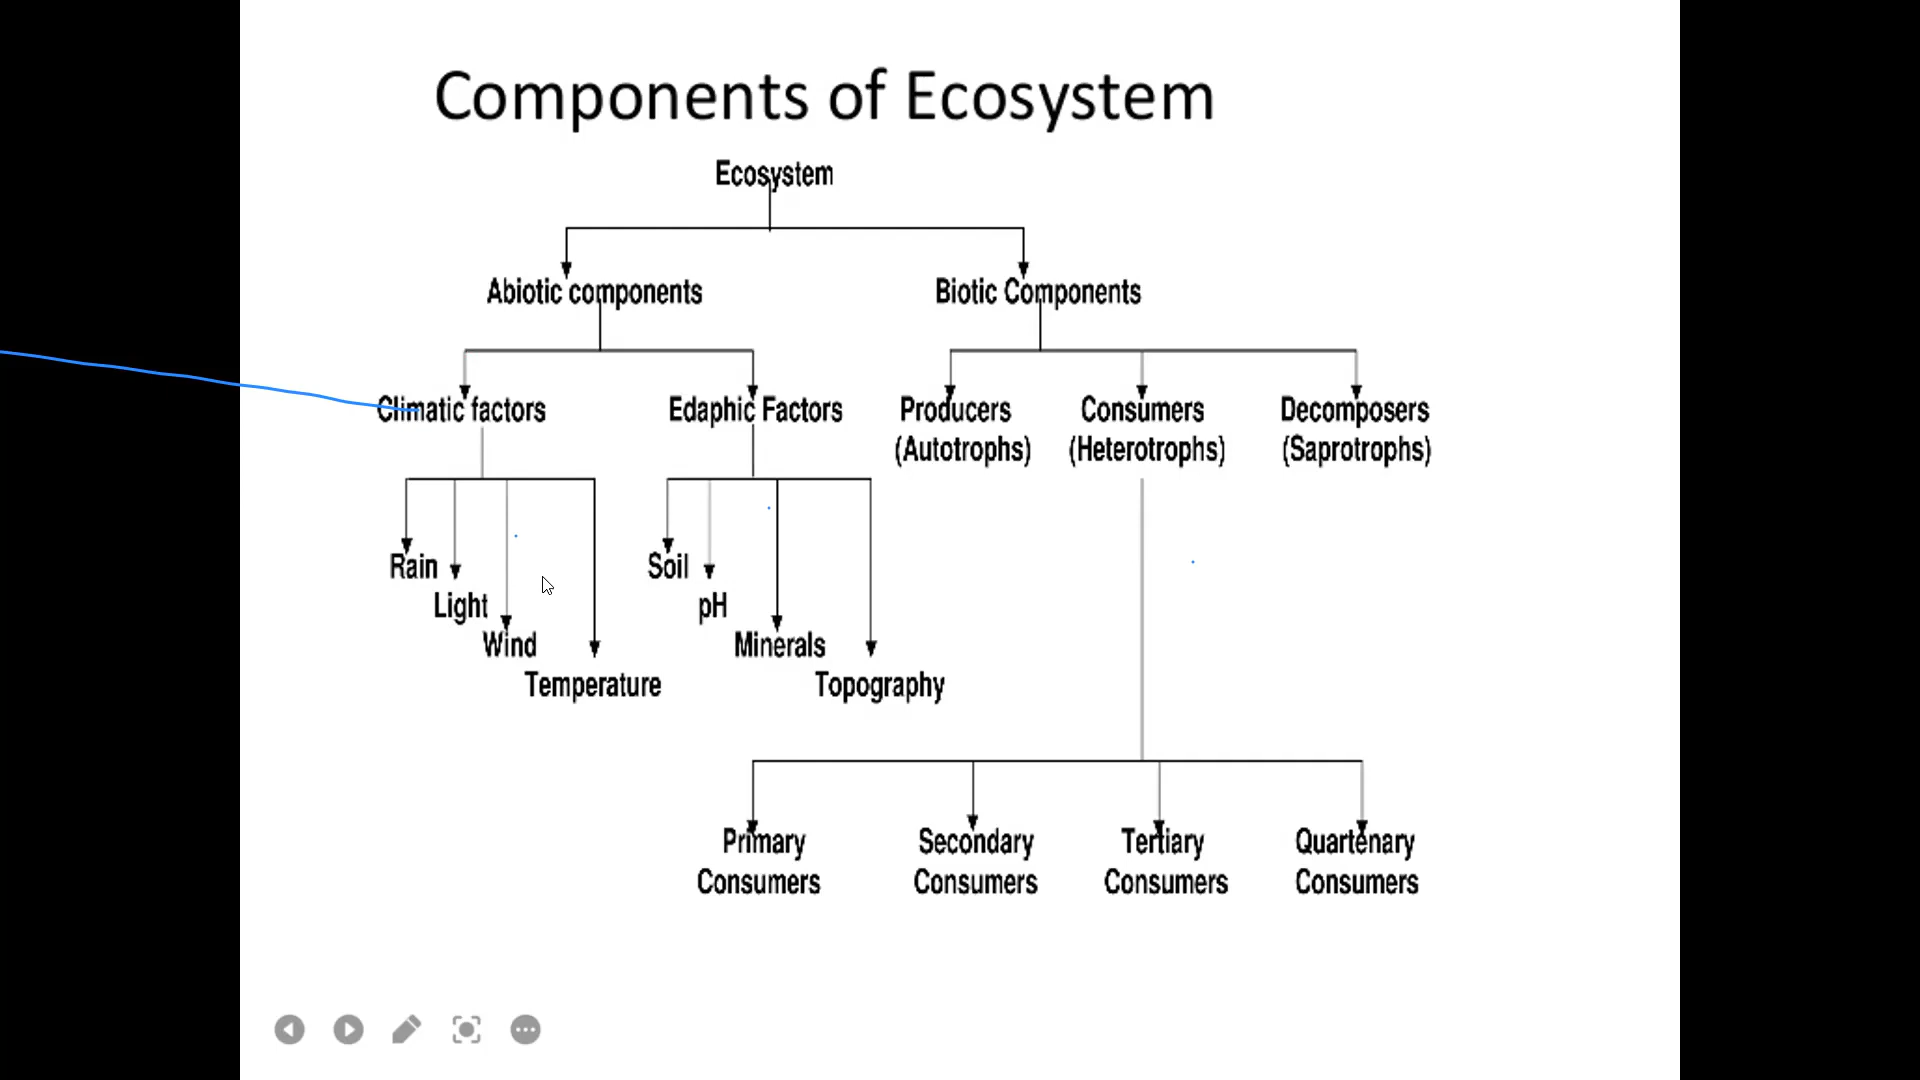 Components of Ecosystem
Ecosystem
Abiotic components Biotic Components
Climatic factors Edaphic Factors Producers Consumers Decomposers
(Autotrophs) (Heterotrophs) (Saprotrophs)
Rain Soil
Light pH
Wind Minerals
Temperature Topography
Primary Secondary Tertiary Quartenary
Consumers Consumers Consumers Consumers